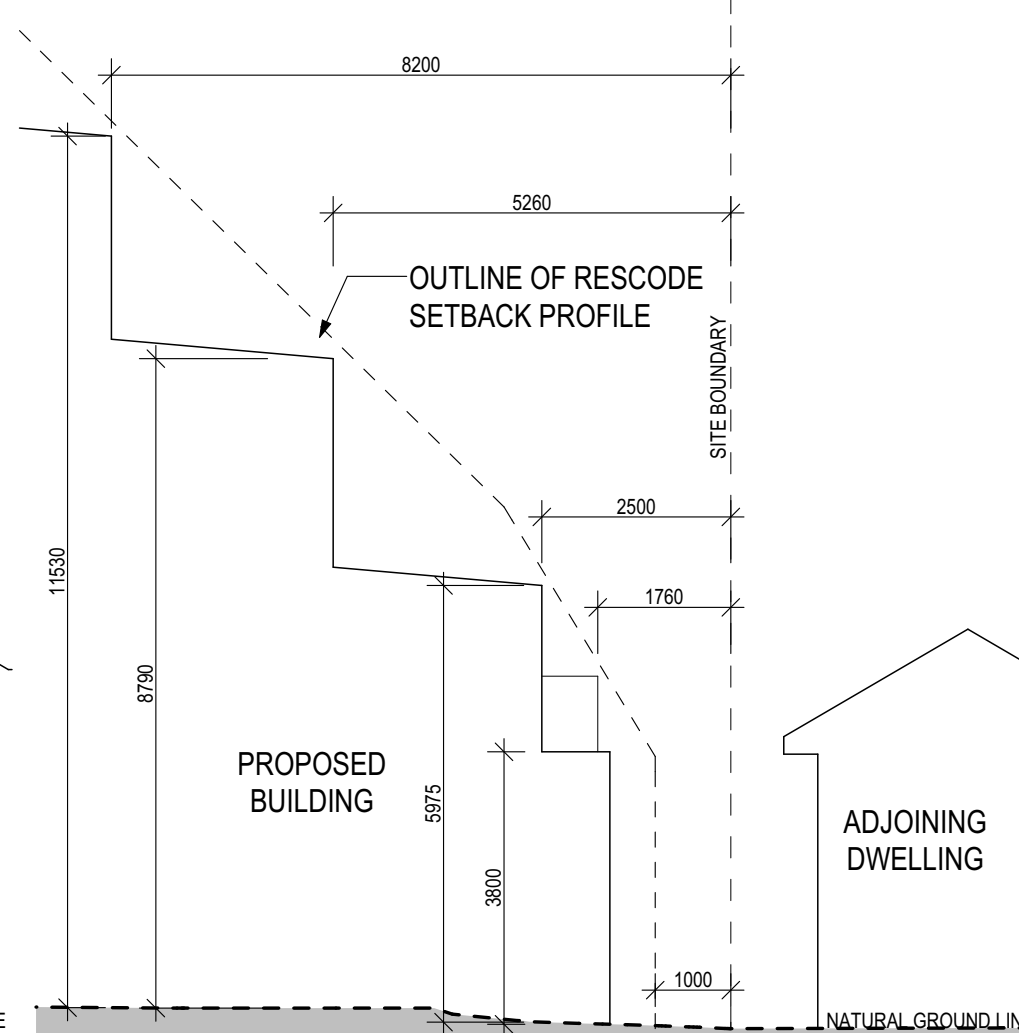 8200
5260
OUTLINE OF RESCODE
SETBACK PROFILE
SITE BOUNDARY
2500
11530
1760
8790
PROPOSED
BUILDING
5975
ADJOINING
DWELLING
3800
1000
E
NATURAL GROUND LIN